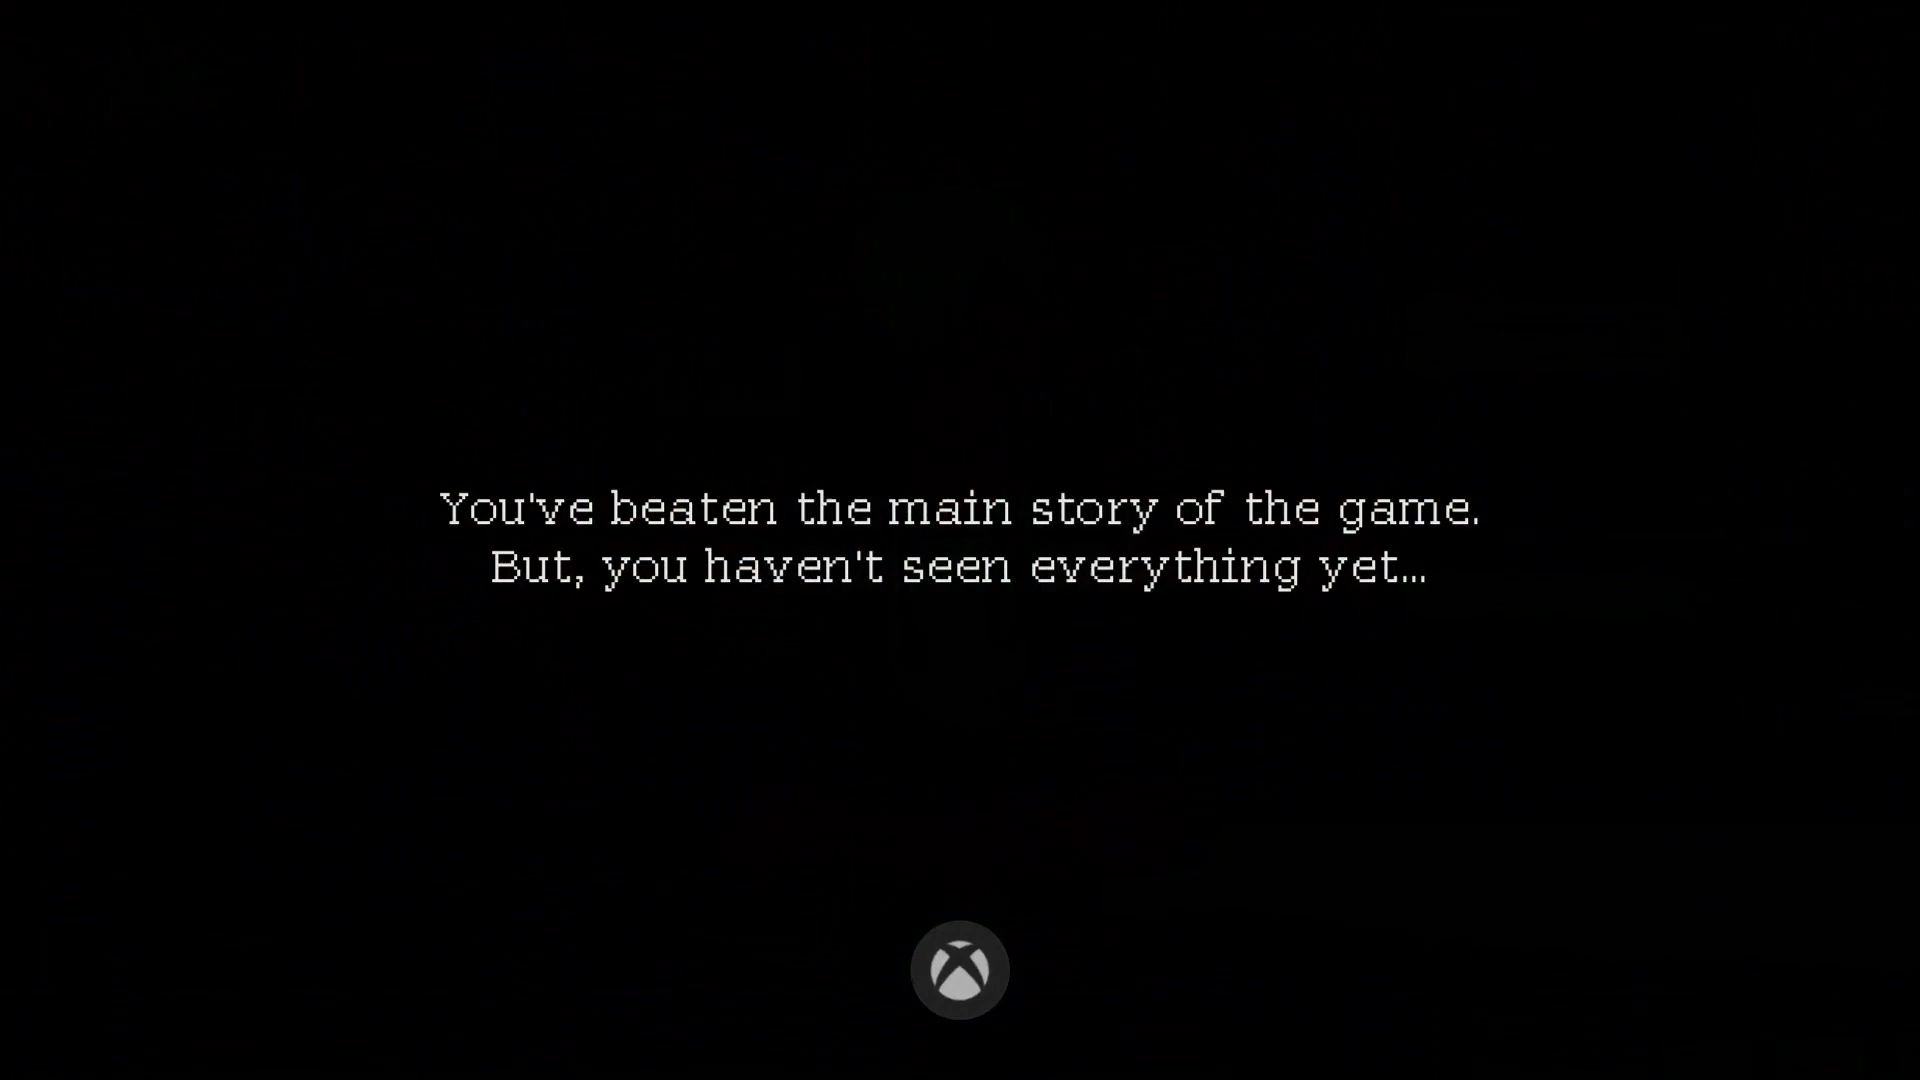 You've beaten the main story of the game.
But, you haven't seen everything yet...